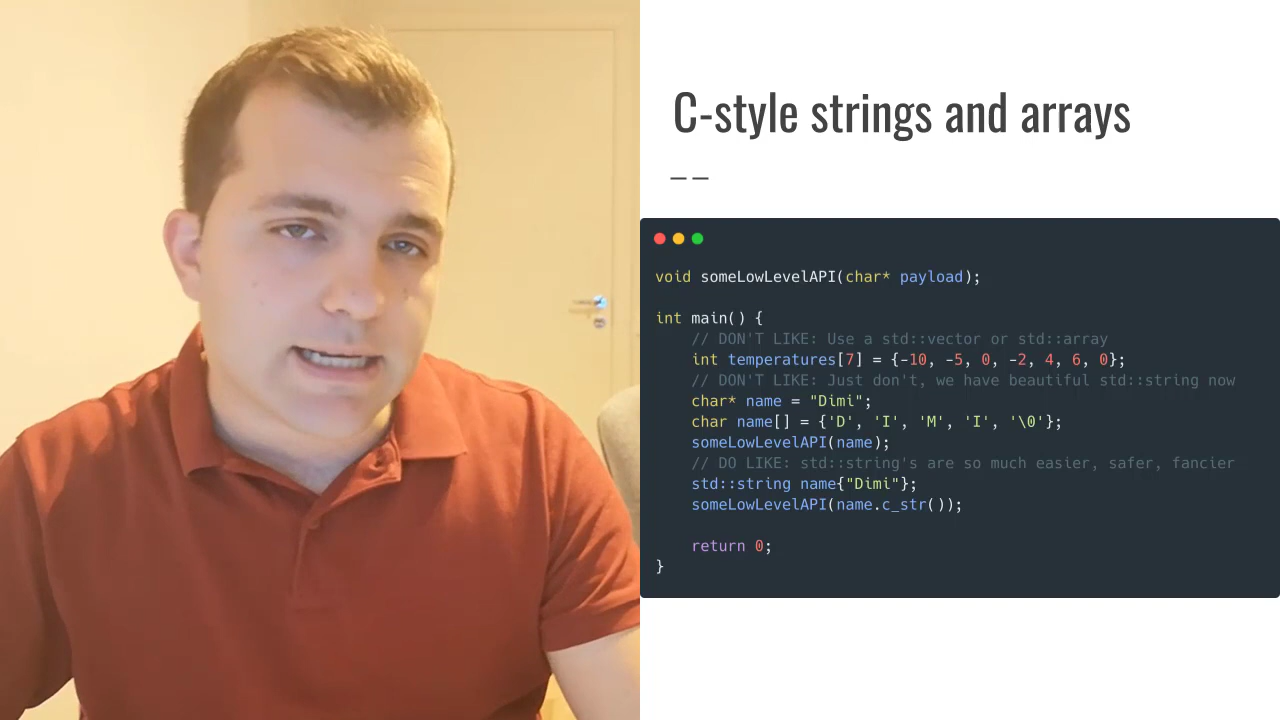 C-style strings and arrays
void someLowLevelAPI(char* payload);
int main() {
// DON'T LIKE: Use a std::vector or std::array
int temperatures[7] = {-10, -5, 0, -2, 4, 6, 0};
// DON'T LIKE: Just don't, we have beautiful std::string now
char* name = "Dimi";
char name[] = {'D', 'I', 'M', 'I', '\0'};
someLowLevelAPI(name);
// DO LIKE: std::string's are so much easier, safer, fancier
std::string name{"Dimi"};
someLowLevelAPI(name.c_str());
return 0;
}